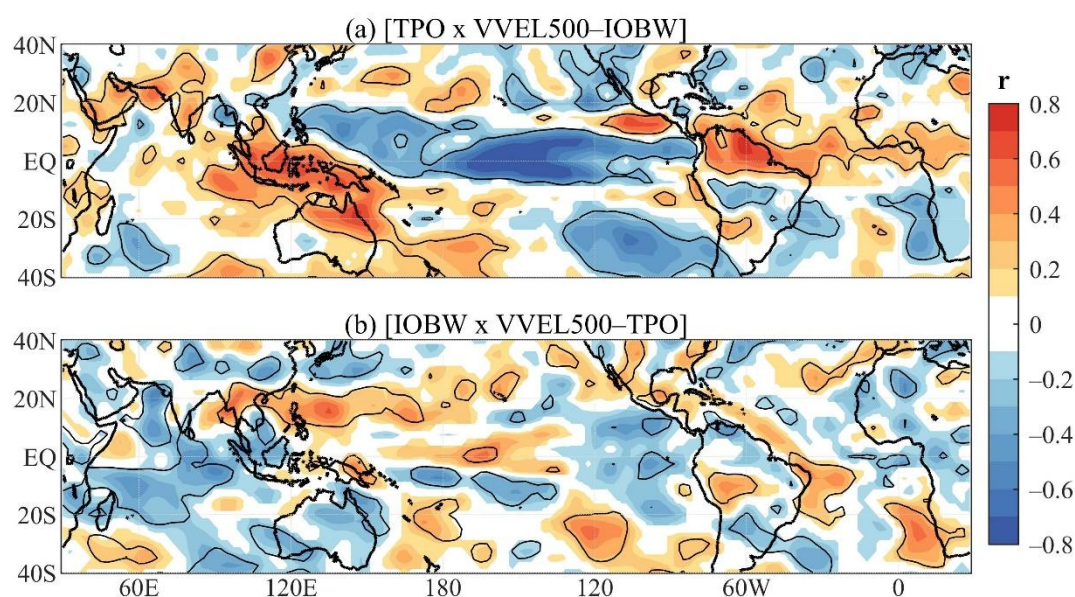 (a) [TPO x VVEL500–IOBW]
40N
20N
EQ
20S
40S
r
0.8
0.6
0.4
0.2
0
–0.2
–0.4
–0.6
–0.8
(b) [IOBW x VVEL500–TPO]
40N
20N
EQ
20S
40S
60E
120E
180
120
60W
0